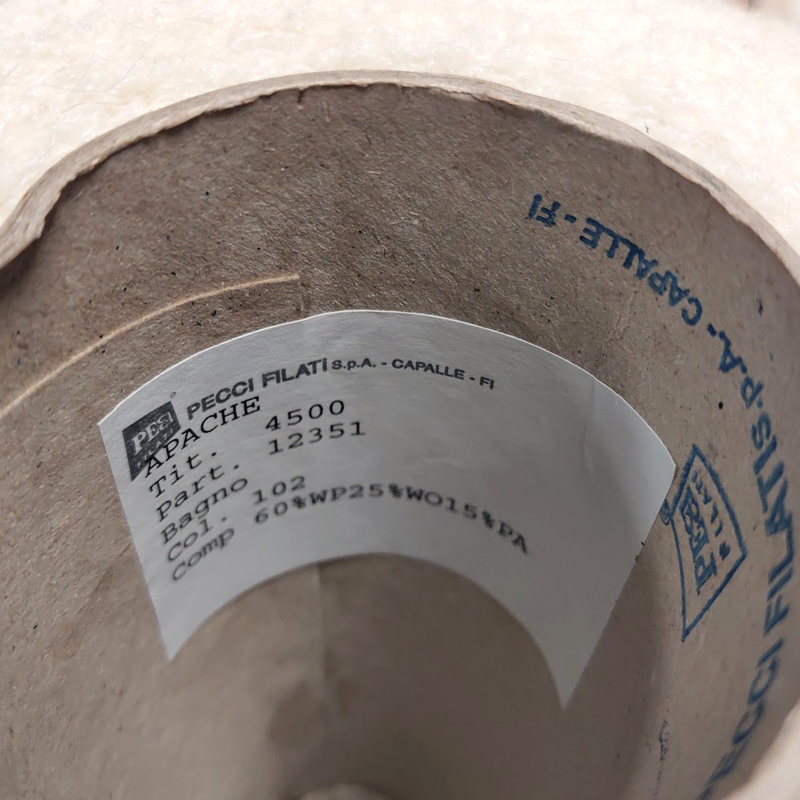 PECCI FILATI S.p.A. - CAPALLE - FI
APACHE
Tit. 4500
Part. 12351
Bagno
Col. 102
Comp 60%WP25%WO15%PA
PECCI FILATI S.p.A. - CAPALLE - FI